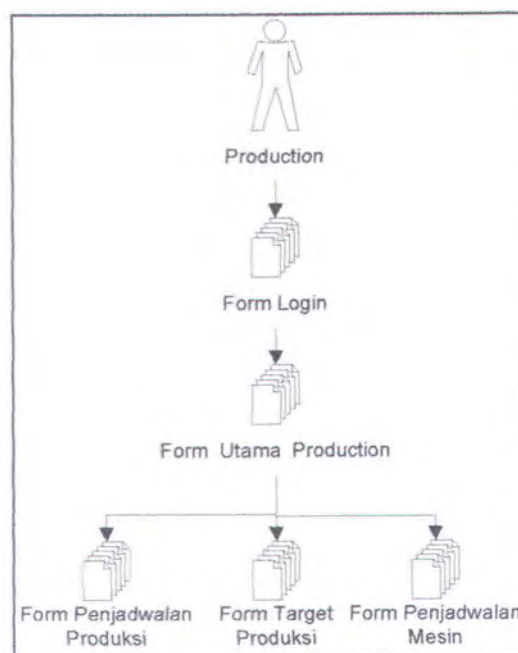 Production
Form Login
Form Utama Production
Form Penjadwalan
Produksi
Form Target
Produksi
Form Penjadwalan
Mesin